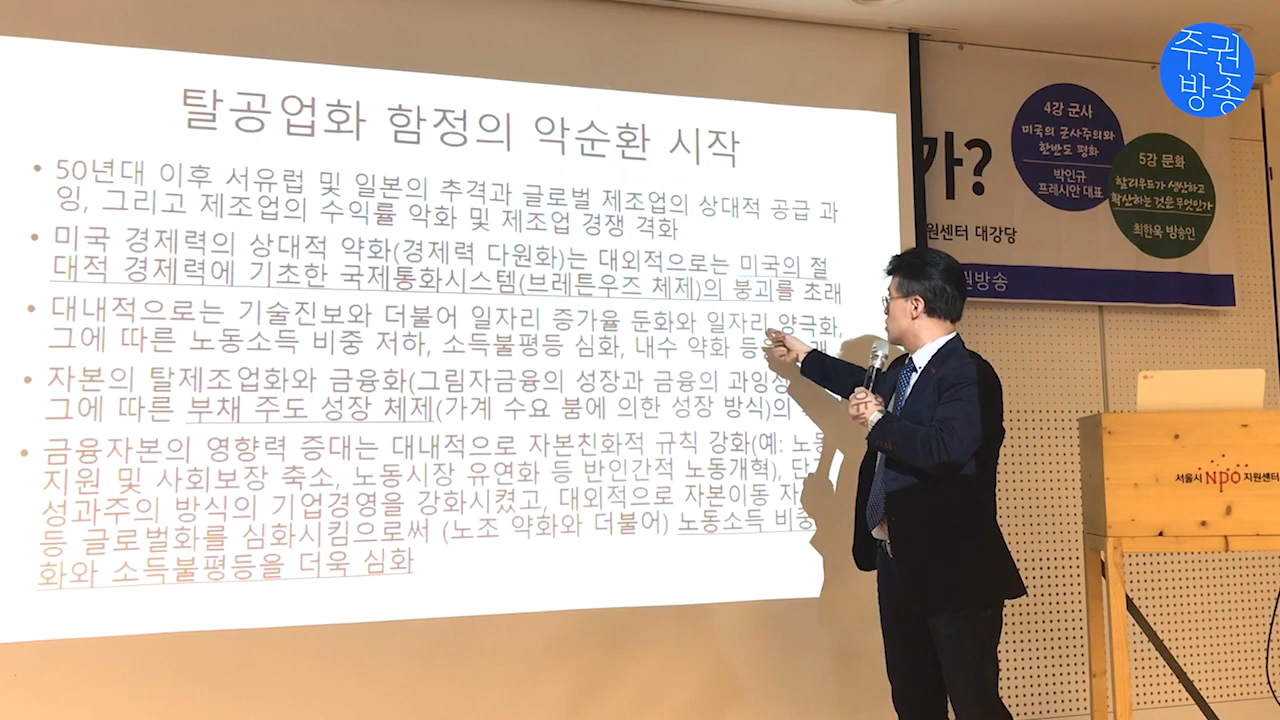 탈공업화 함정의 악순환 시작
• 50년대 이후 서유럽 및 일본의 추격과 글로벌 제조업의 상대적 공급 과
잉, 그리고 제조업의 수익률 악화 및 제조업 경쟁 격화
• 미국 경제력의 상대적 약화(경제력 다원화)는 대외적으로는 미국의 절
대적 경제력에 기초한 국제통화시스템(브레튼우즈 체제)의 붕괴를 초래
• 대내적으로는 기술진보와 더불어 일자리 증가율 둔화와 일자리 양극화,
그에 따른 노동소득 비중 저하, 소득불평등 심화, 내수 약화 등
• 자본의 탈제조업화와 금융화(그림자금융의 성장과 금융의 과잉성
그에 따른 부채 주도 성장 체제(가계 수요 붐에 의한 성장 방식)의
• 금융자본의 영향력 증대는 대내적으로 자본친화적 규칙 강화(예: 노동
지원 및 사회보장 축소, 노동시장 유연화 등 반인간적 노동개혁), 단기
성과주의 방식의 기업경영을 강화시켰고, 대외적으로 자본이동
등 글로벌화를 심화시킴으로써 (노조 약화와 더불어) 노동소득 비중
화와 소득불평등을 더욱 심화
주권
방송
가?
원센터 대강당
권방송
4강 군사
미국의 군사주의와
한반도 평화
박인규
프레시안 대표
5강 문화
할리우드가 생산하고
확산하는 것은 무엇인가
최한욱 방송인
LG
서울시 npo 지원센터